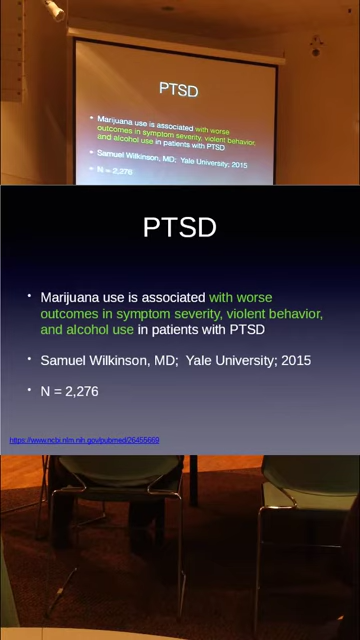 PTSD
• Marijuana use is associated with worse
outcomes in symptom severity, violent behavior,
and alcohol use in patients with PTSD
• Samuel Wilkinson, MD; Yale University; 2015
• N = 2,276
PTSD
• Marijuana use is associated with worse
outcomes in symptom severity, violent behavior,
and alcohol use in patients with PTSD
• Samuel Wilkinson, MD;  Yale University; 2015
• N = 2,276
https://www.ncbi.nlm.nih.gov/pubmed/26455669